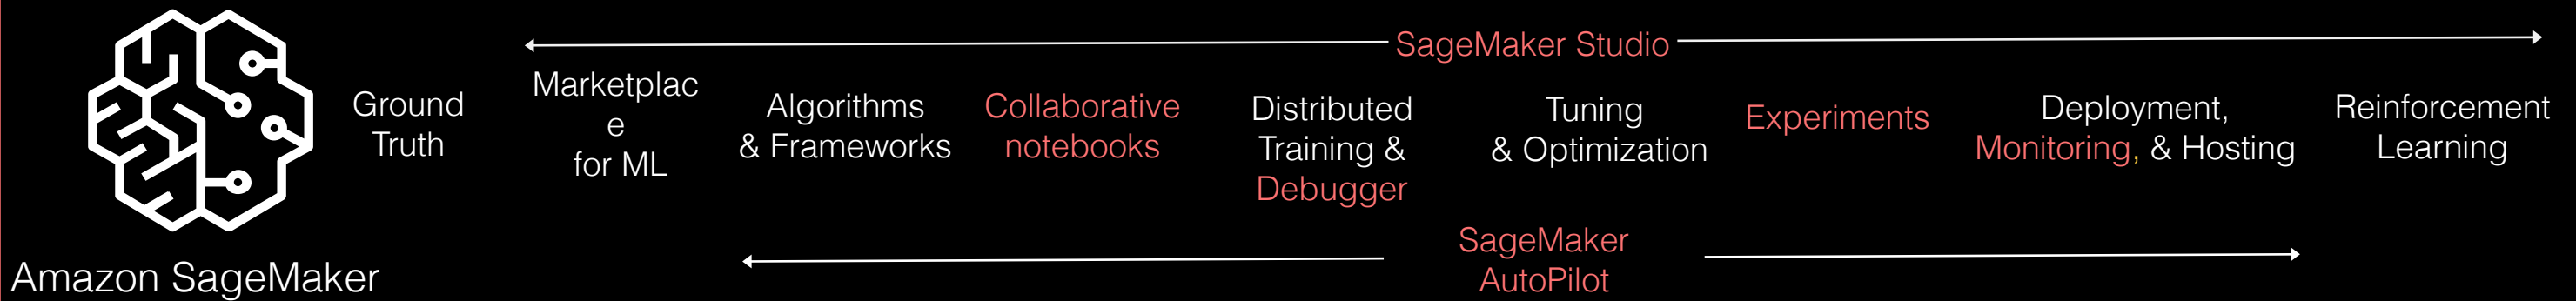 SageMaker Studio
Ground
Truth
Marketplac
e
for ML
Algorithms
& Frameworks
Collaborative
notebooks
Distributed
Training &
Debugger
Tuning
& Optimization
Experiments
Deployment,
Monitoring, & Hosting
Reinforcement
Learning
SageMaker
AutoPilot
Amazon SageMaker